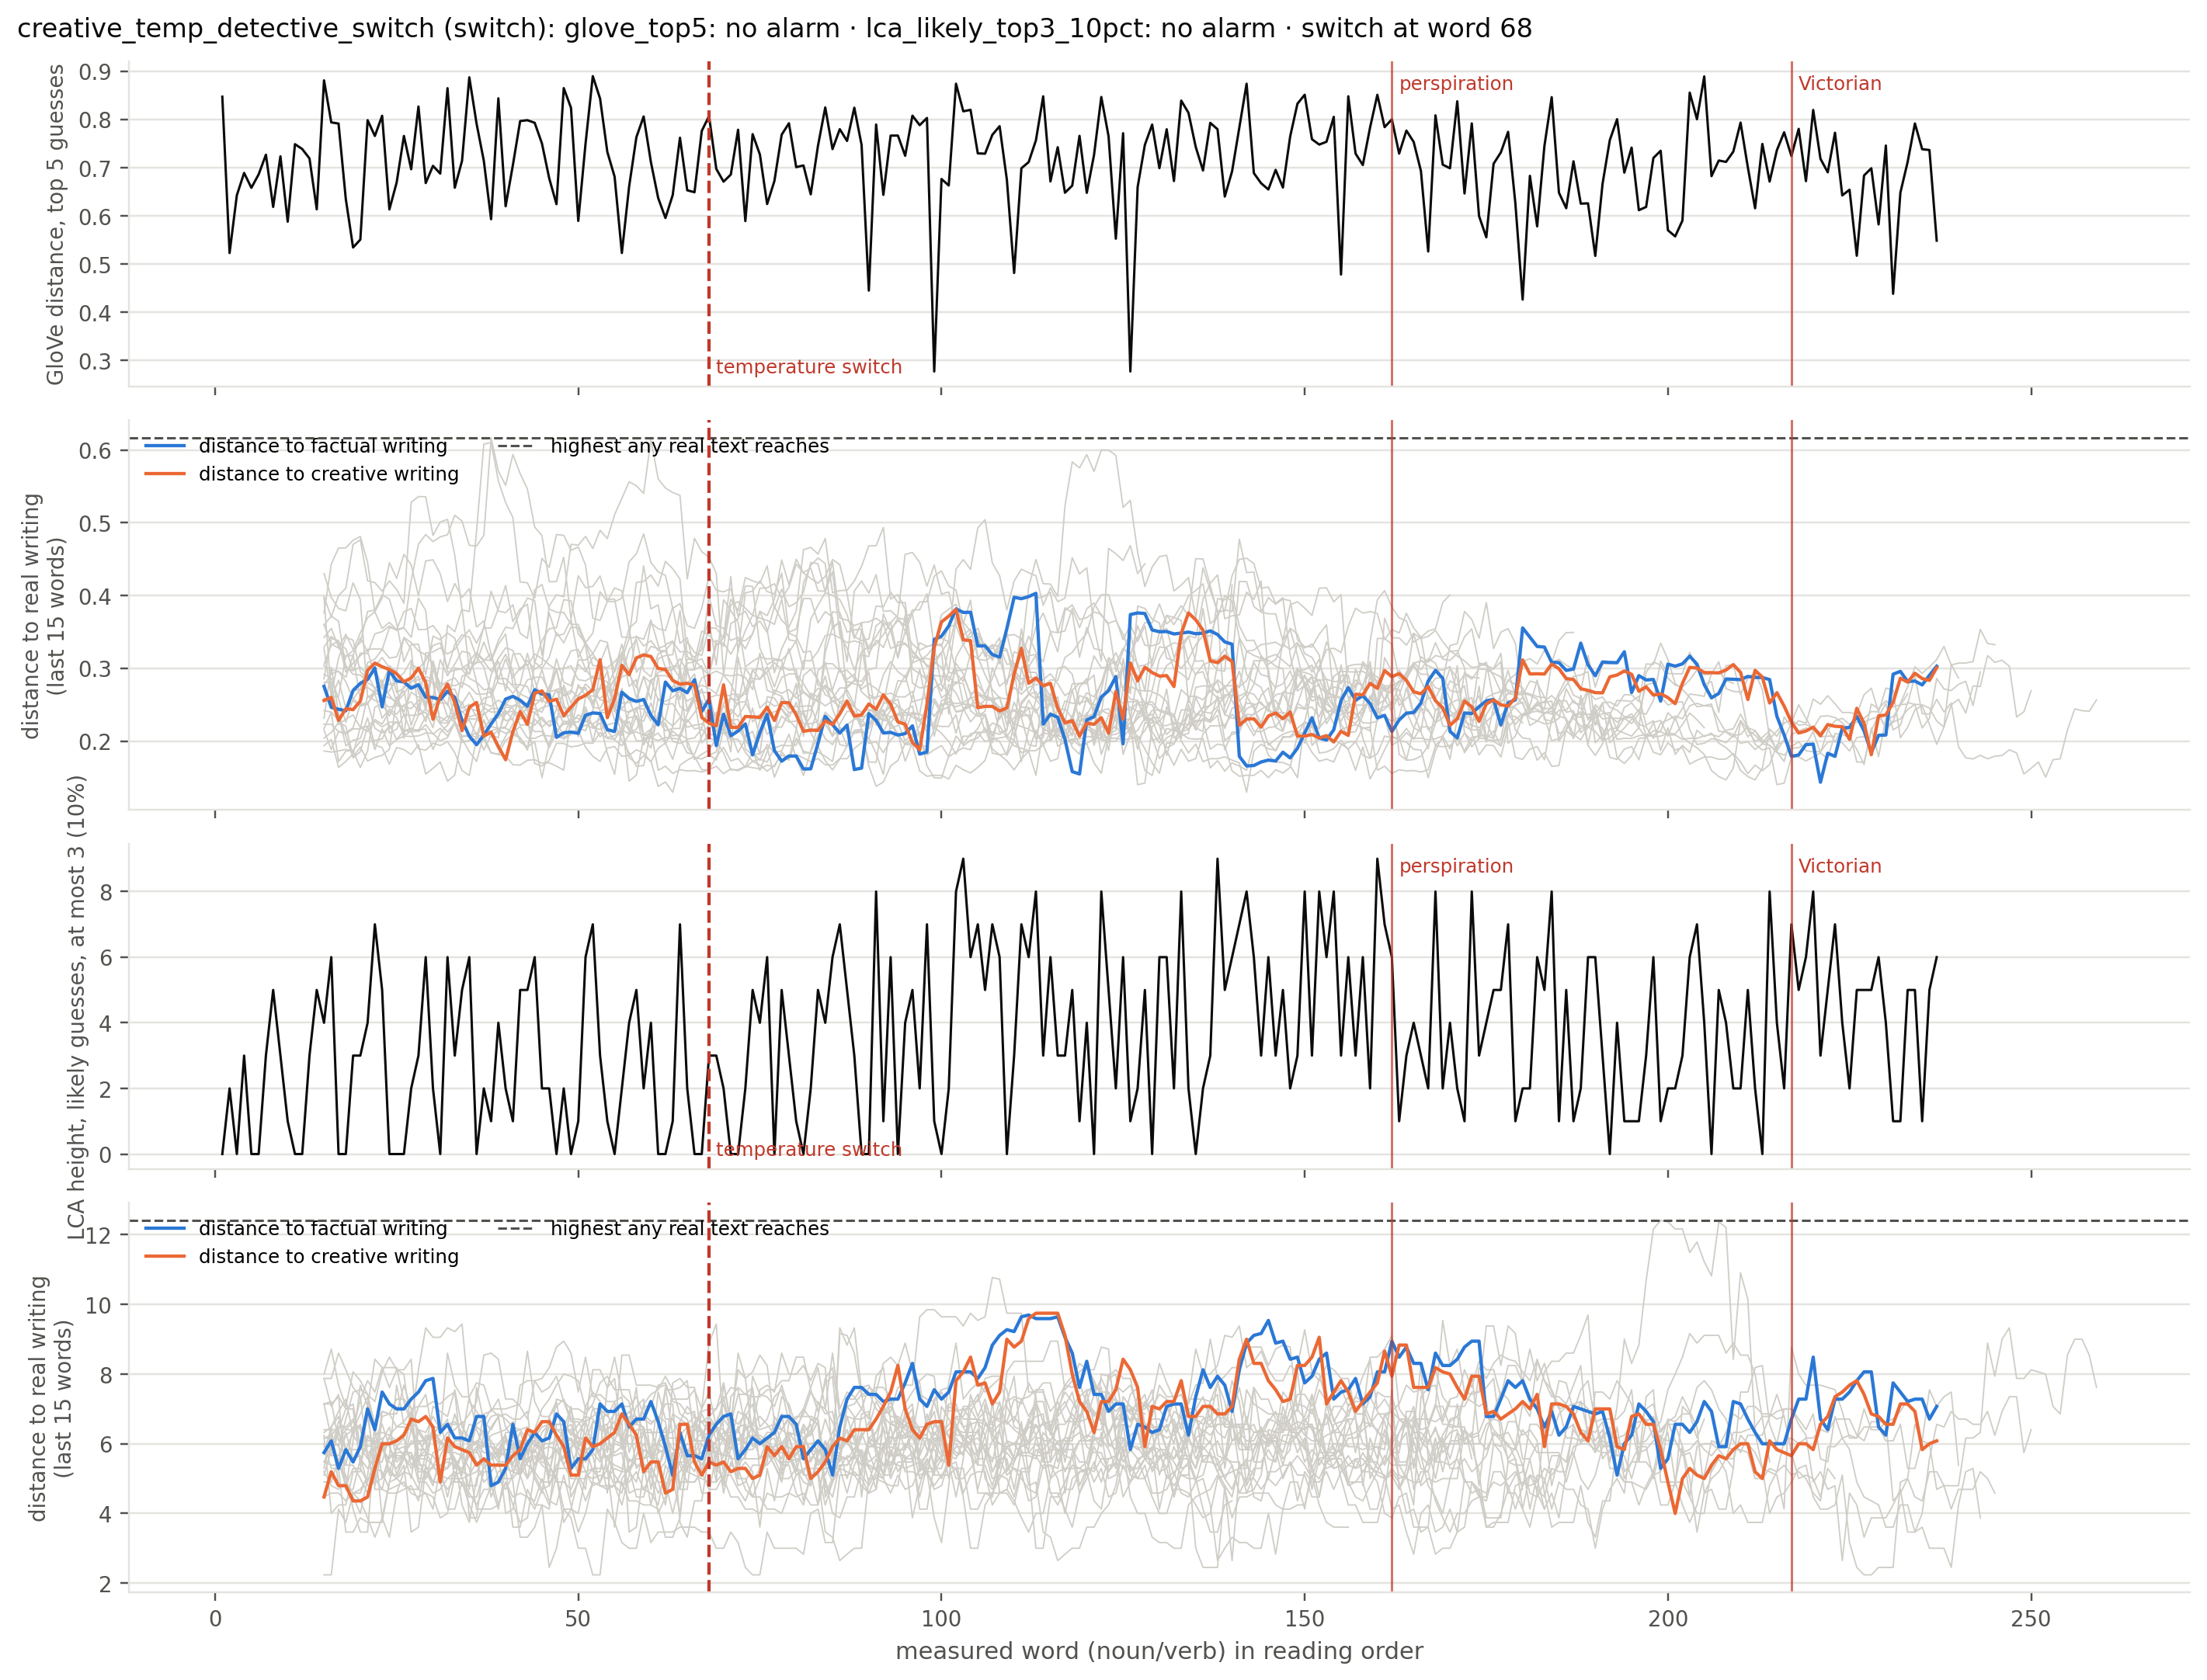 creative_temp_detective_switch (switch): glove_top5: no alarm · lca_likely_top3_10pct: no alarm · switch at word 68
GloVe distance, top 5 guesses
0.9
0.8
0.7
0.6
0.5
0.4
0.3
temperature switch
perspiration
Victorian
distance to real writing
(last 15 words)
0.6
0.5
0.4
0.3
0.2
distance to factual writing
distance to creative writing
highest any real text reaches
LCA height, likely guesses, at most 3 (10%)
8
6
4
2
0
temperature switch
perspiration
Victorian
distance to real writing
(last 15 words)
12
10
8
6
4
2
distance to factual writing
distance to creative writing
highest any real text reaches
0
50
100
150
200
250
measured word (noun/verb) in reading order